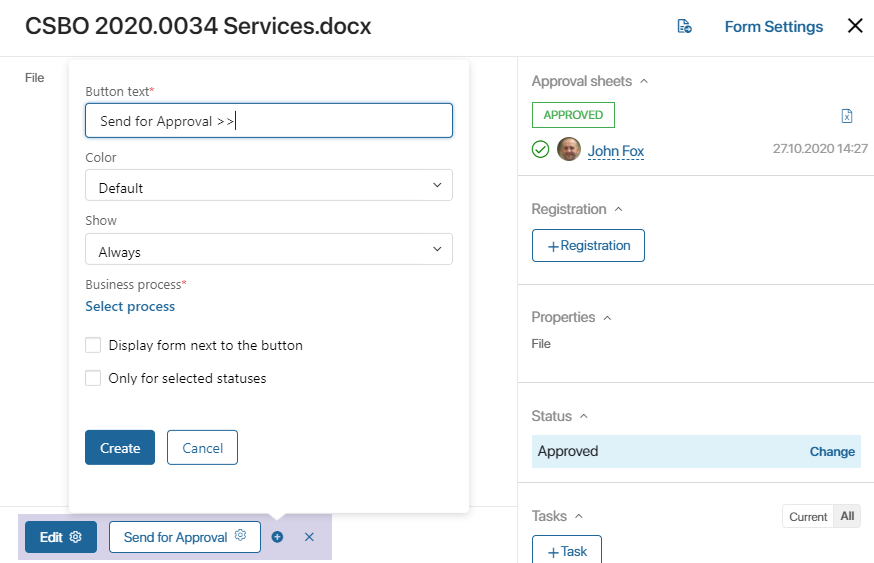 CSBO 2020.0034 Services.docx
Form Settings
File
Button text*
Send for Approval >>
Color
Default
Show
Always
Business process*
Select process
Display form next to the button
Only for selected statuses
Create
Cancel
Edit
Send for Approval
Approval sheets
APPROVED
John Fox
27.10.2020 14:27
Registration
+Registration
Properties
File
Status
Approved
Change
Tasks
Current
All
+Task